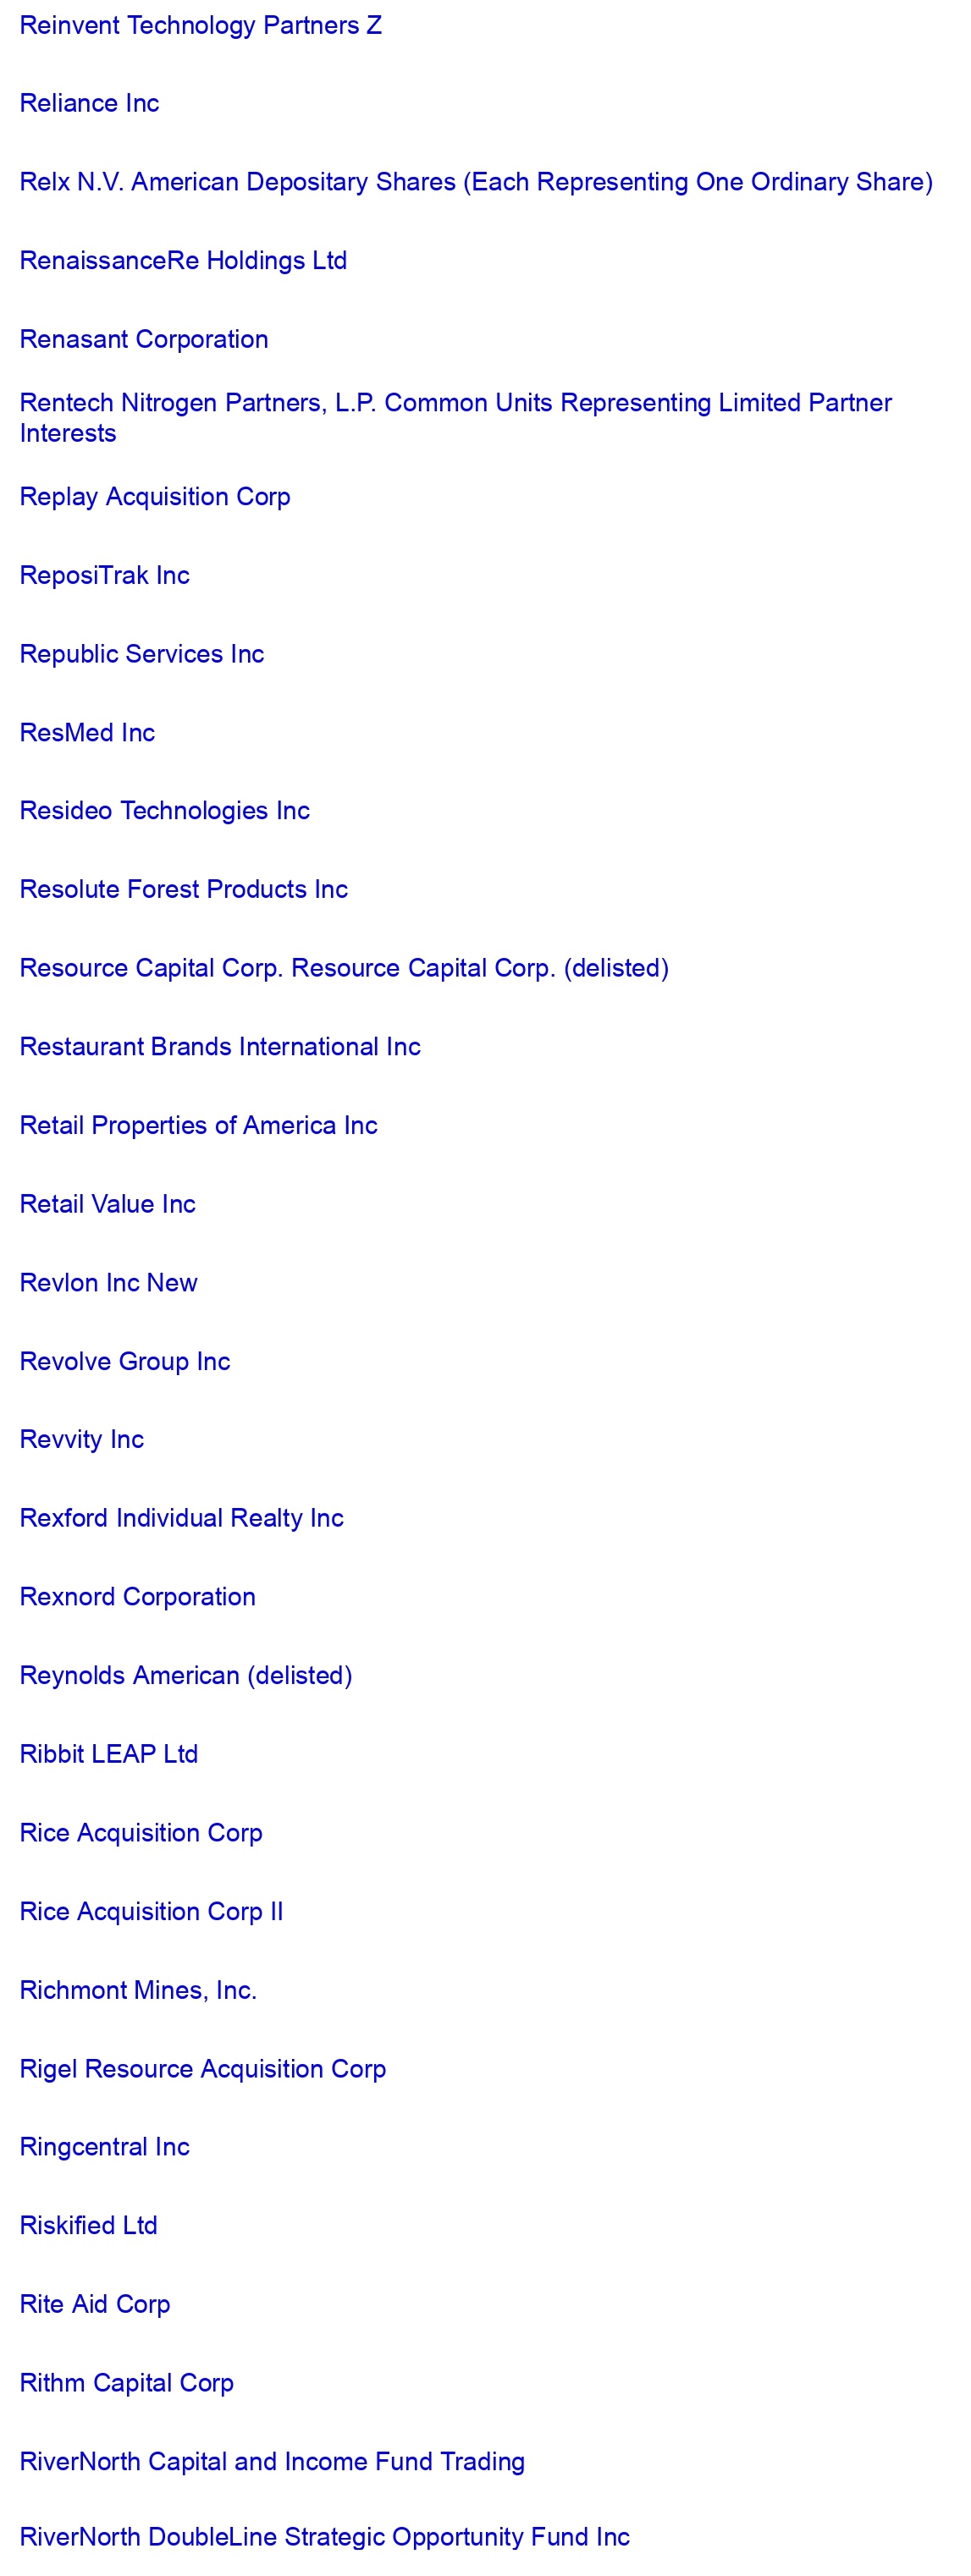 Reinvent Technology Partners Z
Reliance Inc
Relx N.V. American Depositary Shares (Each Representing One Ordinary Share)
RenaissanceRe Holdings Ltd
Renasant Corporation
Rentech Nitrogen Partners, L.P. Common Units Representing Limited Partner
Interests
Replay Acquisition Corp
ReposiTrak Inc
Republic Services Inc
ResMed Inc
Resideo Technologies Inc
Resolute Forest Products Inc
Resource Capital Corp. Resource Capital Corp. (delisted)
Restaurant Brands International Inc
Retail Properties of America Inc
Retail Value Inc
Revlon Inc New
Revolve Group Inc
Revvity Inc
Rexford Individual Realty Inc
Rexnord Corporation
Reynolds American (delisted)
Ribbit LEAP Ltd
Rice Acquisition Corp
Rice Acquisition Corp II
Richmont Mines, Inc.
Rigel Resource Acquisition Corp
Ringcentral Inc
Riskified Ltd
Rite Aid Corp
Rithm Capital Corp
RiverNorth Capital and Income Fund Trading
RiverNorth DoubleLine Strategic Opportunity Fund Inc